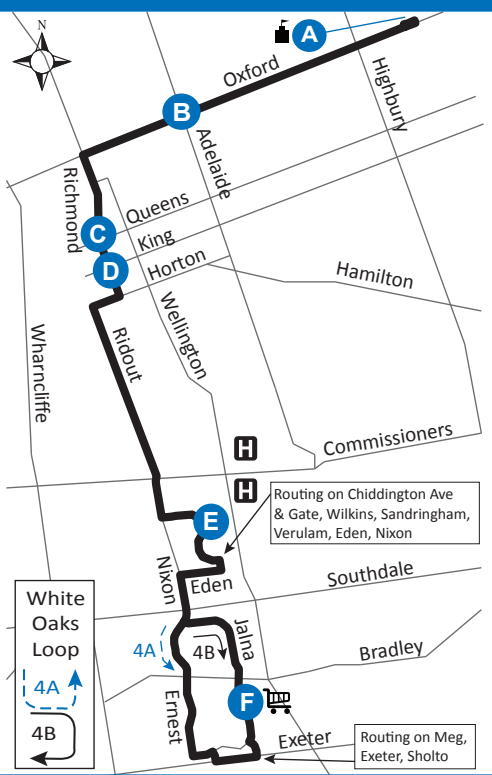 N
A
Oxford
Highbury
B
Adelaide
Richmond
Queens
C
King
D
Horton
Hamilton
Wellington
Ridout
Wharncliffe
H
Commissioners
H
Routing on Chiddington Ave
& Gate, Wilkins, Sandringham,
Verulam, Eden, Nixon
E
Nixon
Eden
Southdale
White
Oaks
Loop
4A
4B
4A
4B
Jalna
Bradley
Ernest
F
Exeter
Routing on Meg,
Exeter, Sholto